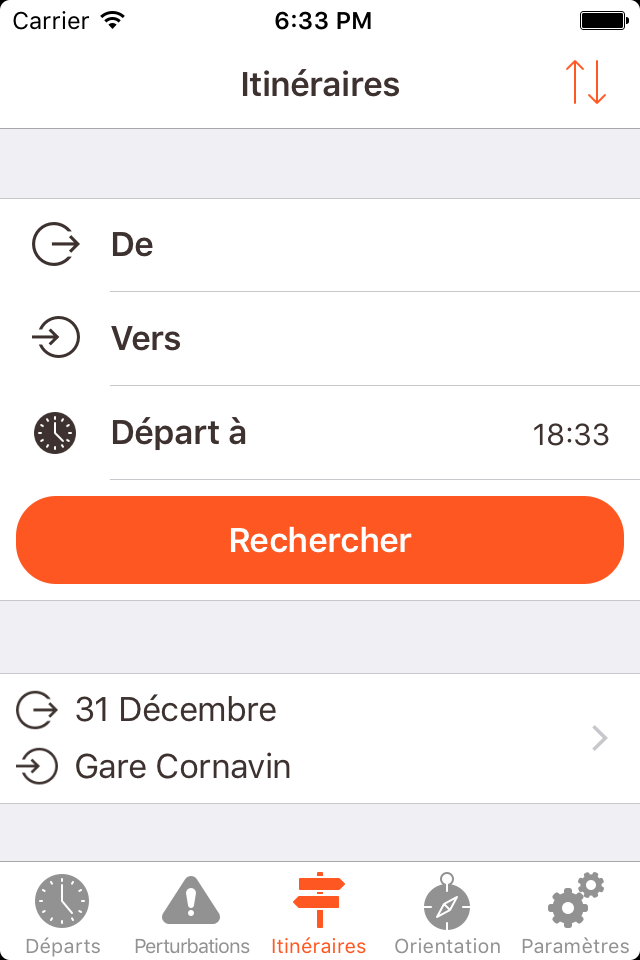 Carrier 6:33 PM
Itinéraires
De
Vers
Départ à 18:33
Rechercher
31 Décembre
Gare Cornavin
Départs Perturbations Itinéraires Orientation Paramètres